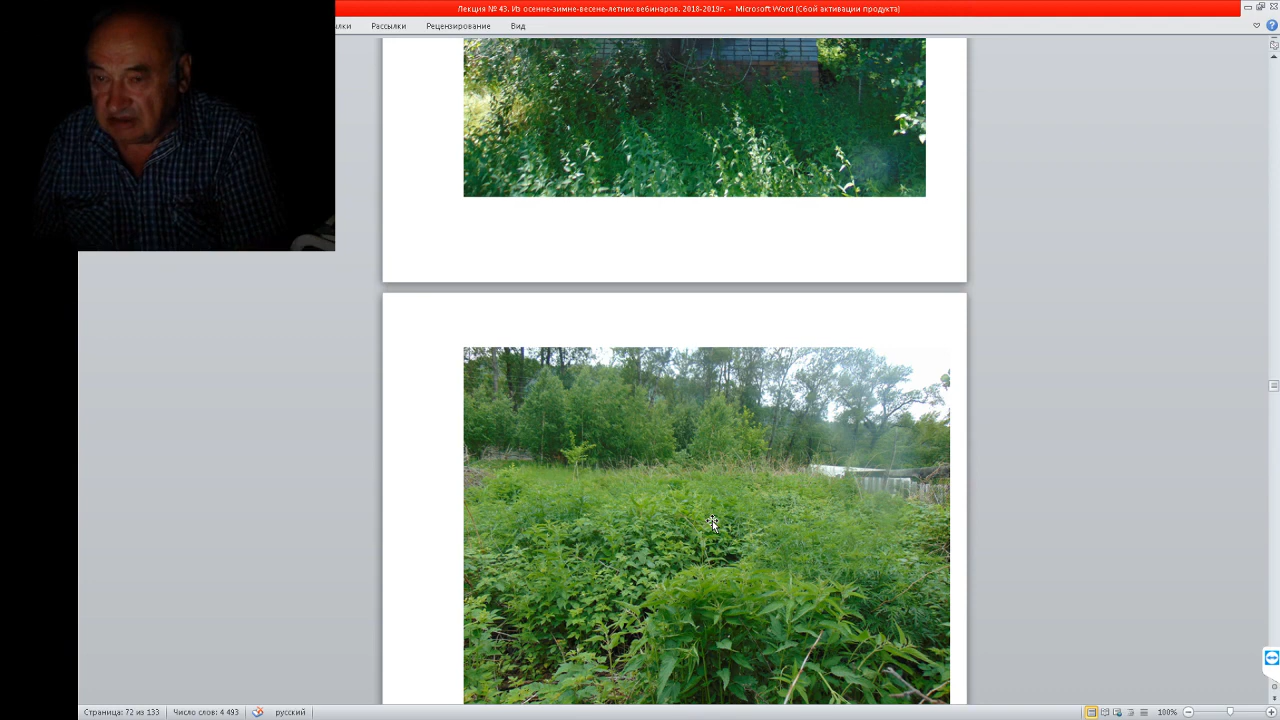 Лекция № 43. Из осенне-зимне-весене-летних вебинаров. 2018-2019г. - Microsoft Word (Сбой активации продукта)
лки Рассылки Рецензирование Вид
Страница: 72 из 133 Число слов: 4 493 русский 100%